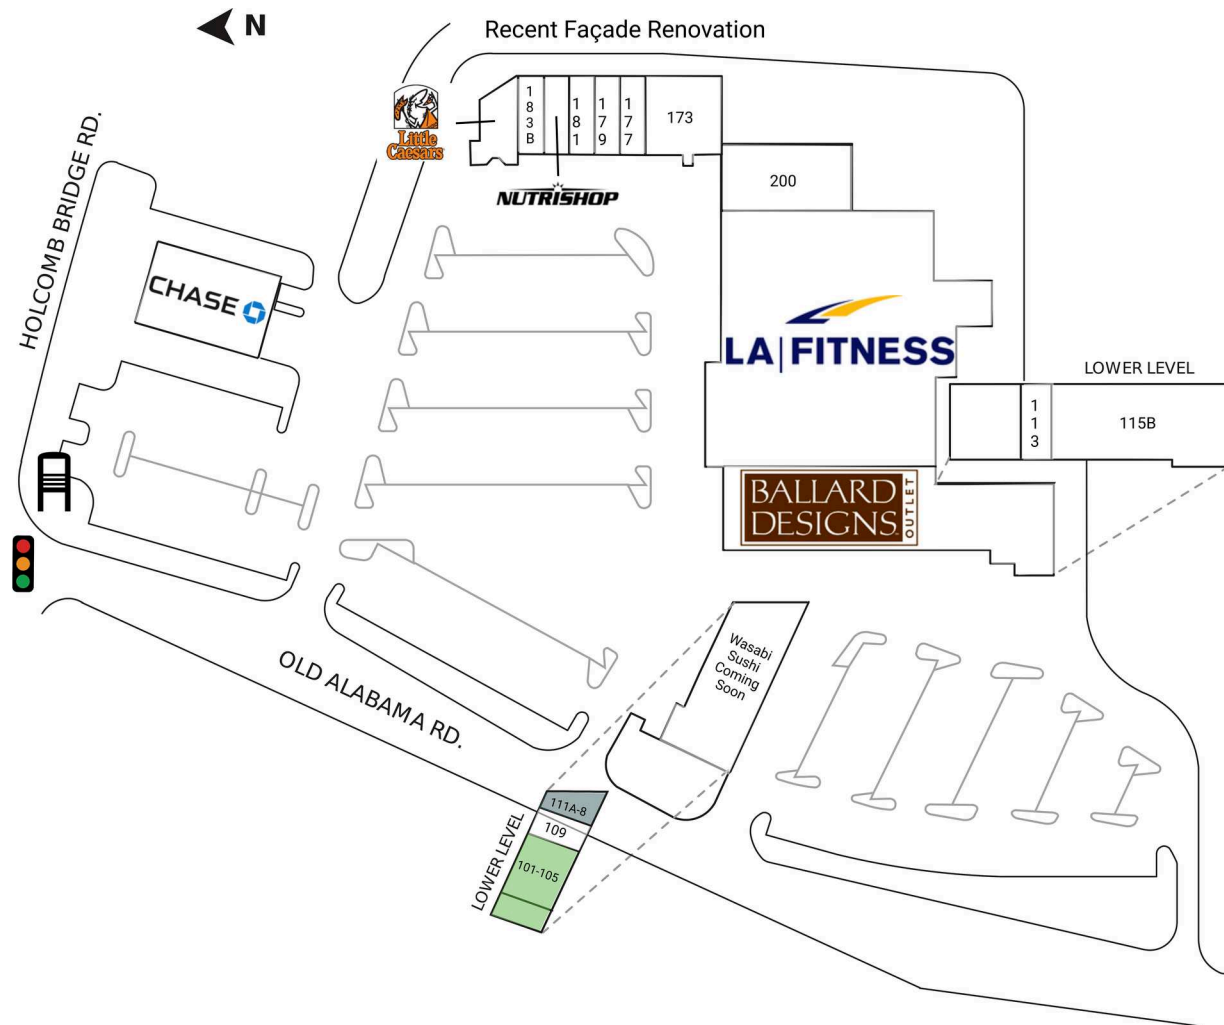 N
Recent Façade Renovation
HOLCOMB BRIDGE RD.
Little
Caesars
183B
181
179
177
173
NUTRISHOP
200
CHASE
LA FITNESS
LOWER LEVEL
113
115B
BALLARD
DESIGNS
OUTLET
Wasabi
Sushi
Coming
Soon
OLD ALABAMA RD.
LOWER LEVEL
111A-8
109
101-105